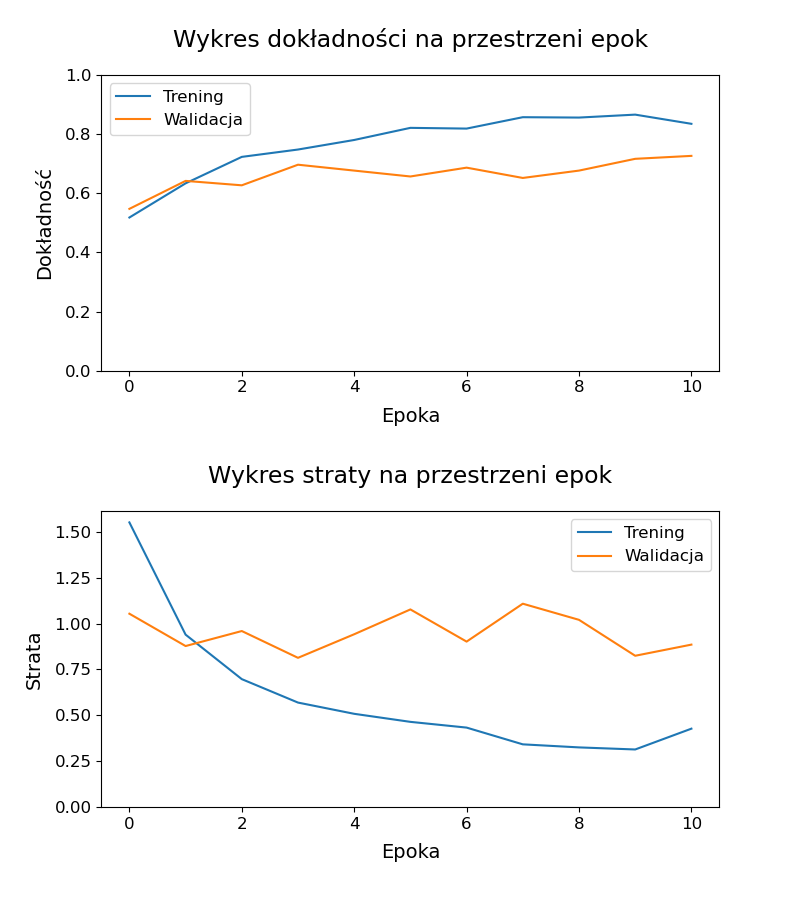 Wykres dokładności na przestrzeni epok
1.0
0.8
0.6
0.4
0.2
0.0
Dokładność
Trening
Walidacja
0 2 4 6 8 10
Epoka
Wykres straty na przestrzeni epok
1.50
1.25
1.00
0.75
0.50
0.25
0.00
Strata
Trening
Walidacja
0 2 4 6 8 10
Epoka